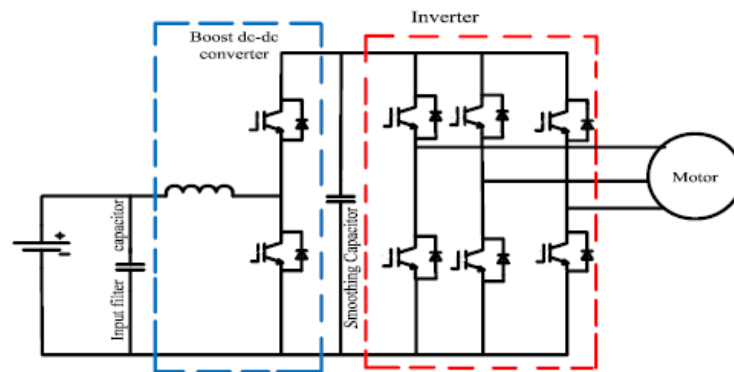 Inverter
Boost dc-dc
converter
Motor
+
−
Input filter
capacitor
Smoothing Capacitor